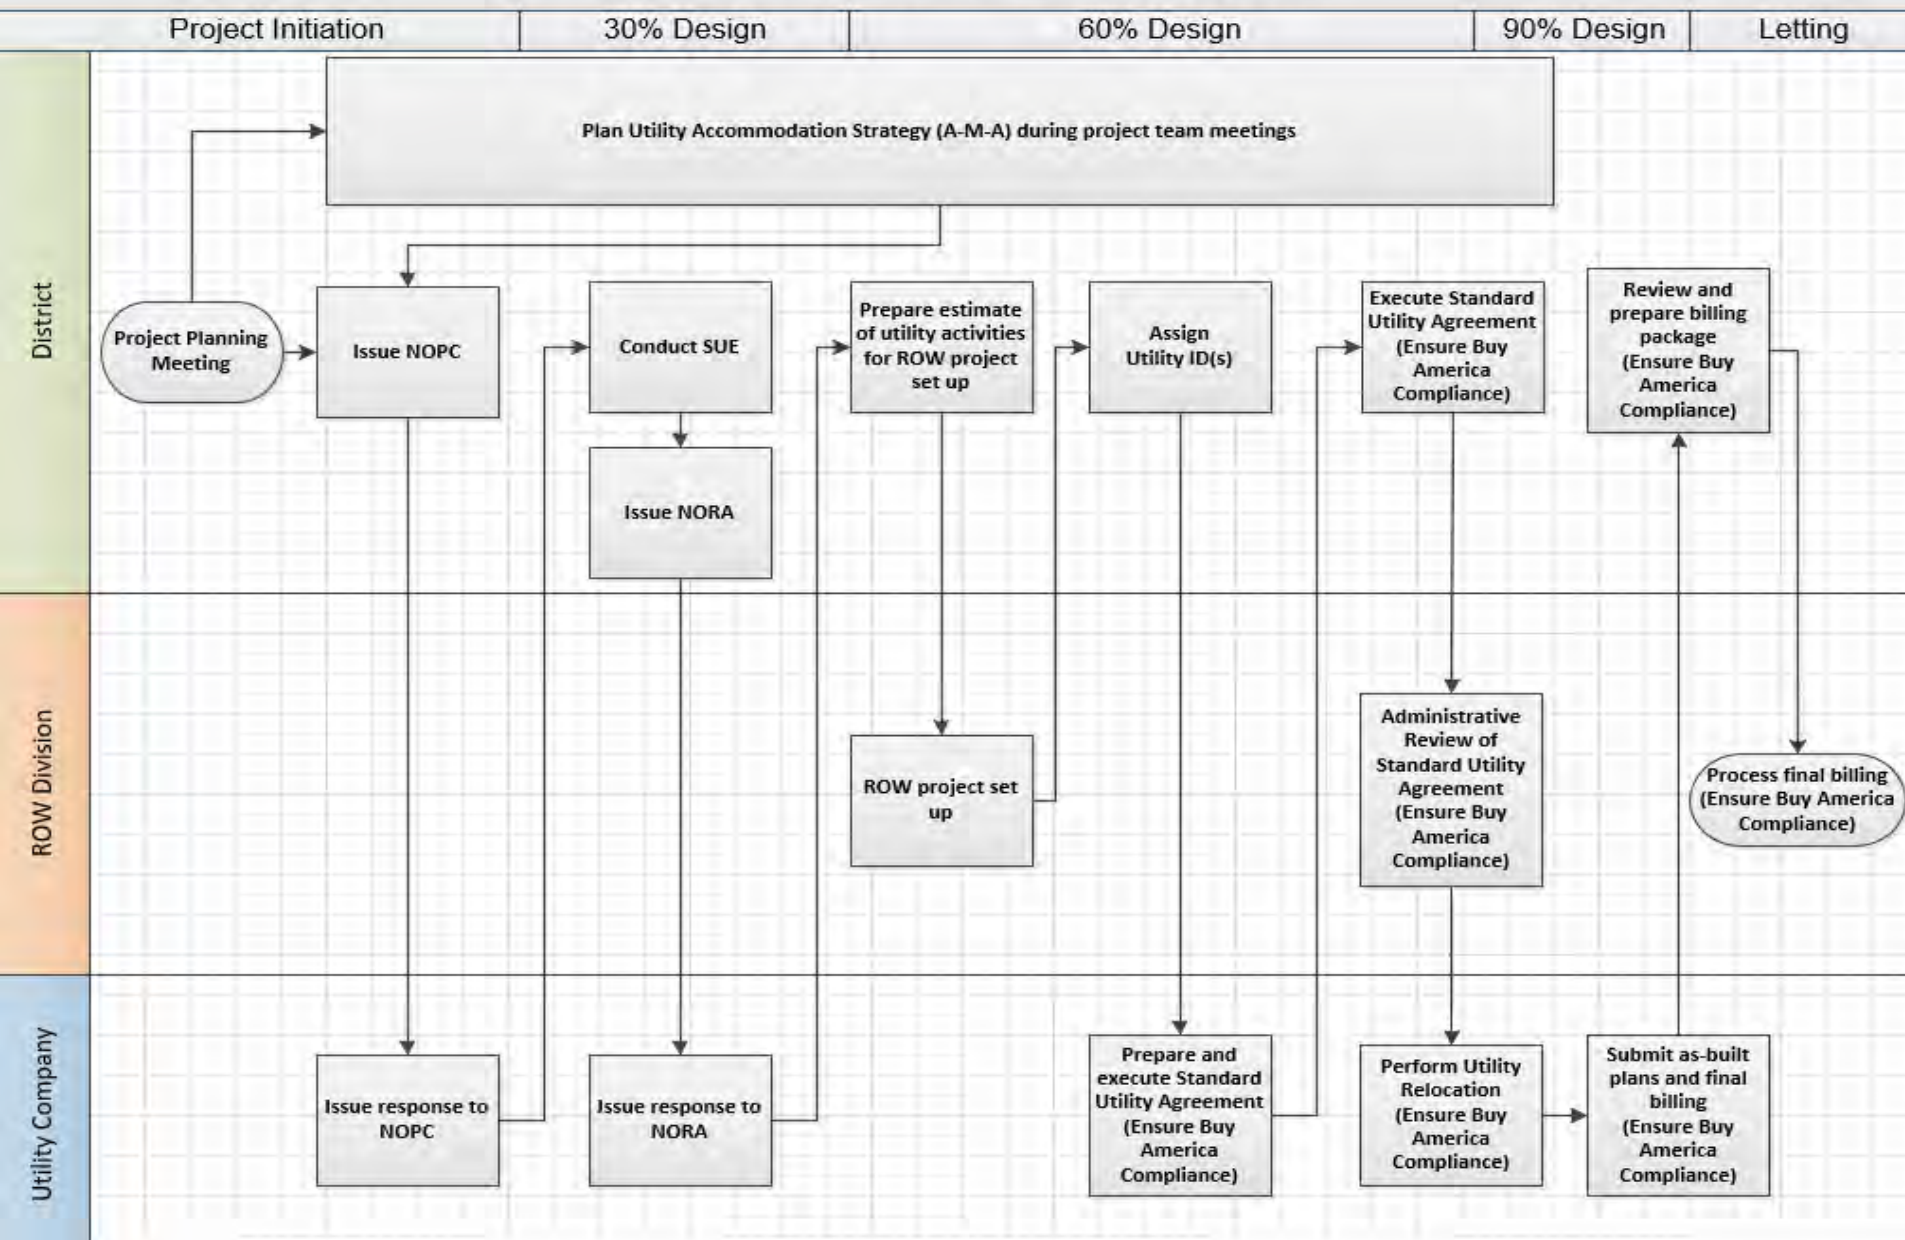 Project Initiation
30% Design
60% Design
90% Design
Letting
District
Plan Utility Accommodation Strategy (A-M-A) during project team meetings
Project Planning
Meeting
Issue NOPC
Conduct SUE
Issue NORA
Prepare estimate
of utility activities
for ROW project
set up
Assign
Utility ID(s)
Execute Standard
Utility Agreement
(Ensure Buy
America
Compliance)
Review and
prepare billing
package
(Ensure Buy
America
Compliance)
ROW Division
ROW project set
up
Administrative
Review of
Standard Utility
Agreement
(Ensure Buy
America
Compliance)
Process final billing
(Ensure Buy America
Compliance)
Utility Company
Issue response to
NOPC
Issue response to
NORA
Prepare and
execute Standard
Utility Agreement
(Ensure Buy
America
Compliance)
Perform Utility
Relocation
(Ensure Buy
America
Compliance)
Submit as-built
plans and final
billing
(Ensure Buy
America
Compliance)